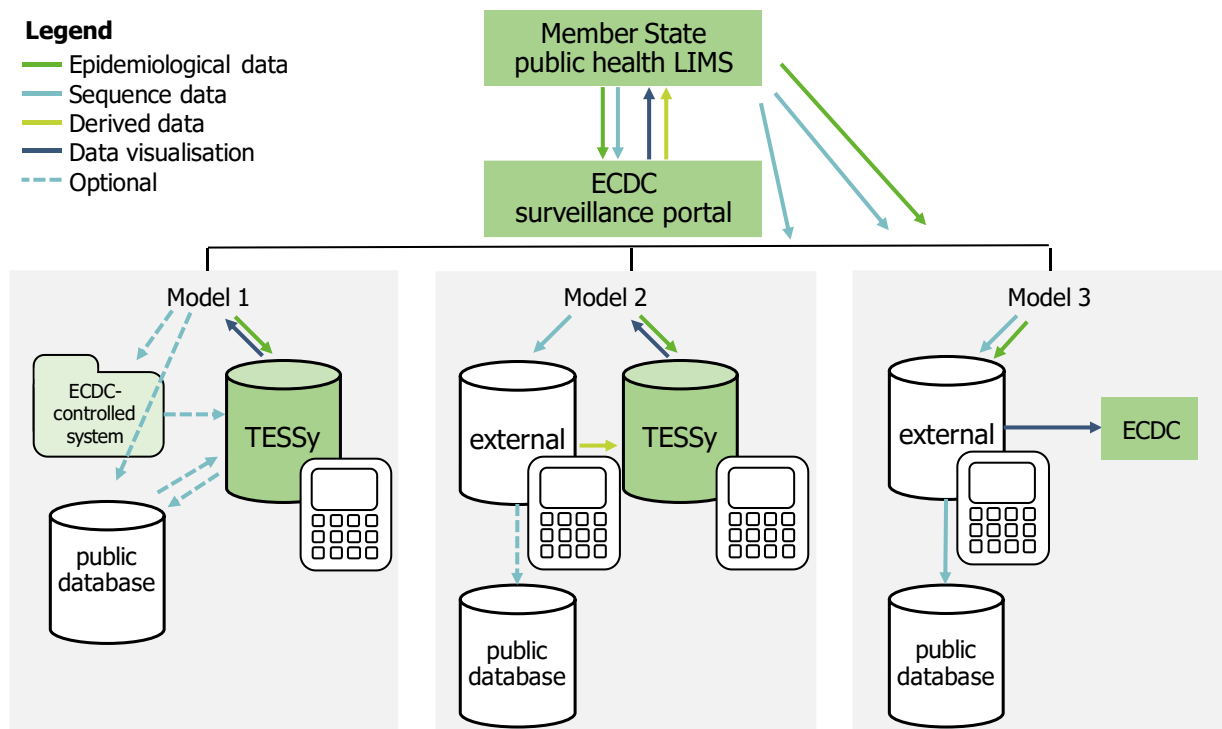 Legend
Epidemiological data
Sequence data
Derived data
Data visualisation
Optional
Member State
public health LIMS
ECDC
surveillance portal
Model 1
ECDC-
controlled
system
TESSy
public
database
Model 2
external
TESSy
public
database
Model 3
external
ECDC
public
database